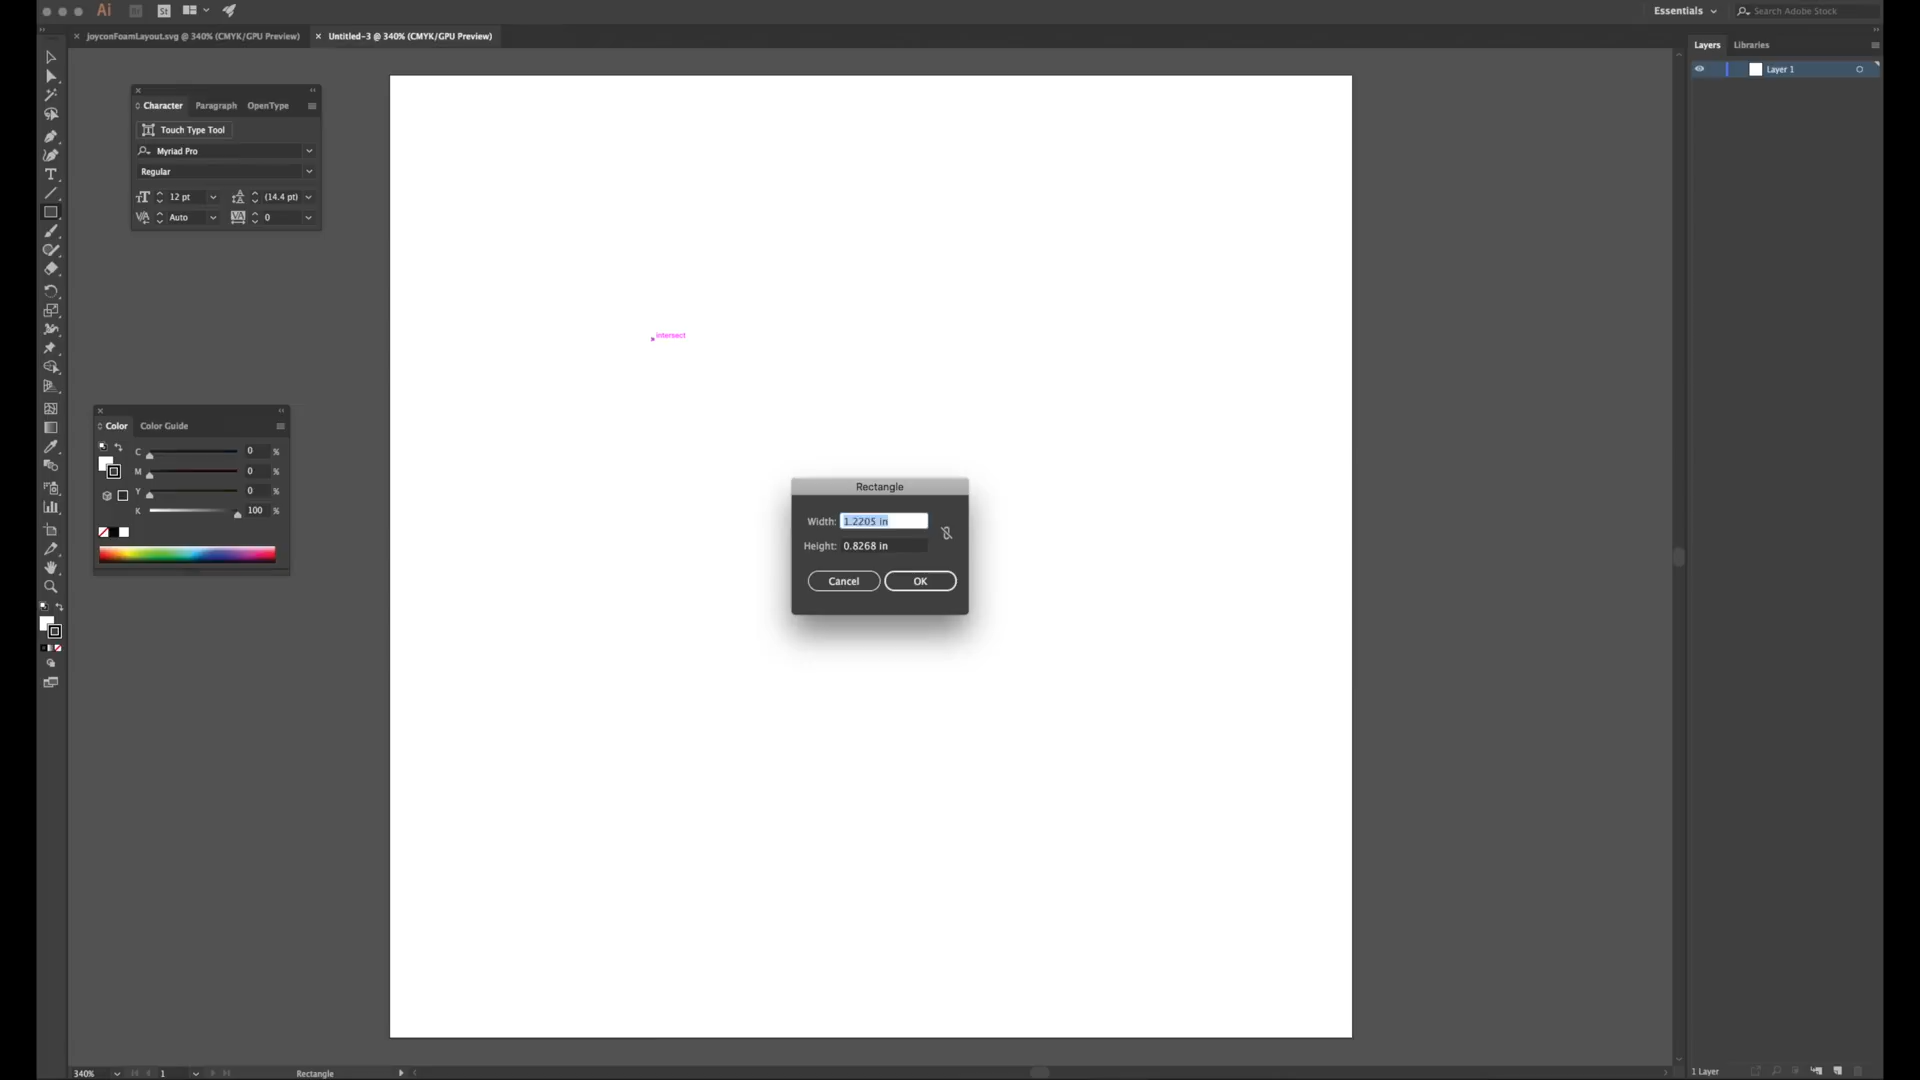 Ai Br St Essentials Search Adobe Stock
joyconFoamLayout.svg @ 340% (CMYK/GPU Preview) Untitled-3 @ 340% (CMYK/GPU Preview)
Layers Libraries
Layer 1
Character Paragraph OpenType
Touch Type Tool
Myriad Pro
Regular
12 pt (14.4 pt)
Auto 0
intersect
Color Color Guide
C 0 %
M 0 %
Y 0 %
K 100 %
Rectangle
Width: 1.2205 in
Height: 0.8268 in
Cancel OK
340% 1 Rectangle
1 Layer